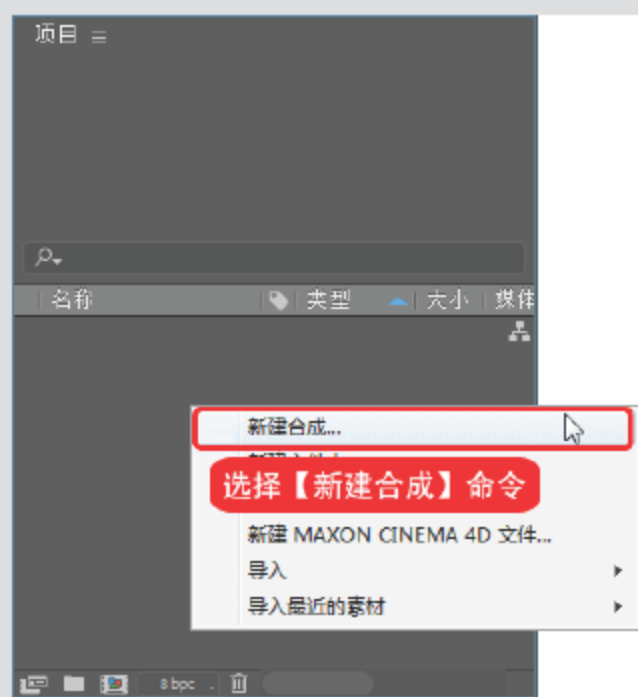 项目
名称 类型 大小 媒体
新建合成...
选择【新建合成】命令
新建 MAXON CINEMA 4D 文件...
导入
导入最近的素材
8 bpc